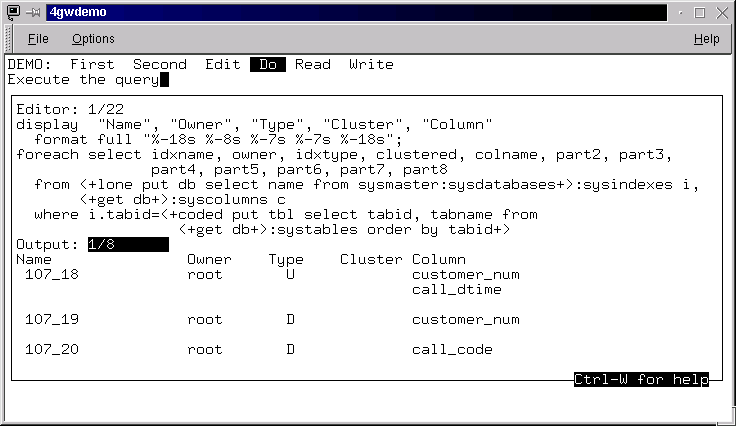 4gwdemo
File Options Help
DEMO: First Second Edit Do Read Write
Execute the query
Editor: 1/22
display "Name", "Owner", "Type", "Cluster", "Column"
format full "%-18s %-8s %-7s %-7s %-18s";
foreach select idxname, owner, idxtype, clustered, colname, part2, part3,
part4, part5, part6, part7, part8
from <+lone put db select name from sysmaster:sysdatabases+>:sysindexes i,
<+get db+>:syscolumns c
where i.tabid=<+coded put tbl select tabid, tabname from
<+get db+>:systables order by tabid+>
Output: 1/8
Name Owner Type Cluster Column
107_18 root U customer_num
call_dtime
107_19 root D customer_num
107_20 root D call_code
Ctrl-W for help